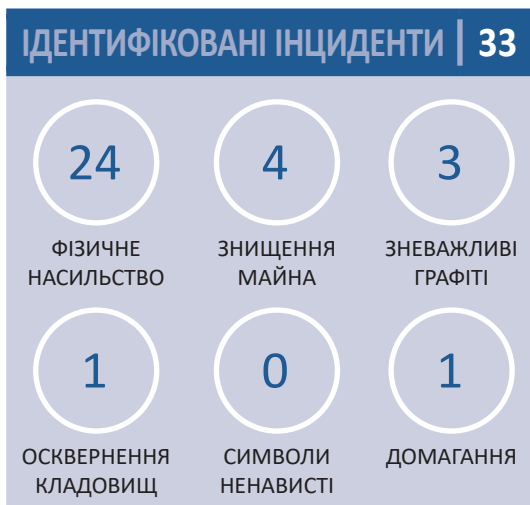 ІДЕНТИФІКОВАНІ ІНЦИДЕНТИ | 33
24 4 3
ФІЗИЧНЕ ЗНИЩЕННЯ ЗНЕВАЖЛИВІ
НАСИЛЬСТВО МАЙНА ГРАФІТІ
1 0 1
ОСКВЕРНЕННЯ СИМВОЛИ ДОМАГАННЯ
КЛАДОВИЩ НЕНАВИСТІ